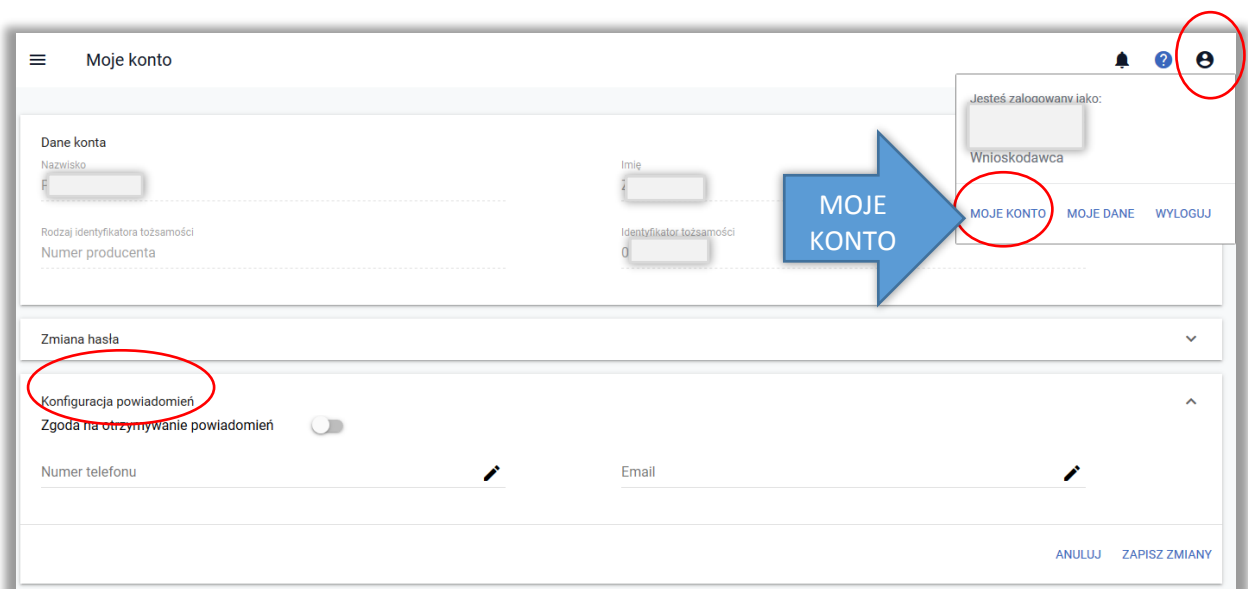 Moje konto
Jesteś zalogowany jako:
Wnioskodawca
MOJE KONTO MOJE DANE WYLOGUJ
MOJE
KONTO
Dane konta
Nazwisko
Imię
Rodzaj identyfikatora tożsamości
Numer producenta
Identyfikator tożsamości
0
Zmiana hasła
Konfiguracja powiadomień
Zgoda na otrzymywanie powiadomień
Numer telefonu
Email
ANULUJ ZAPISZ ZMIANY